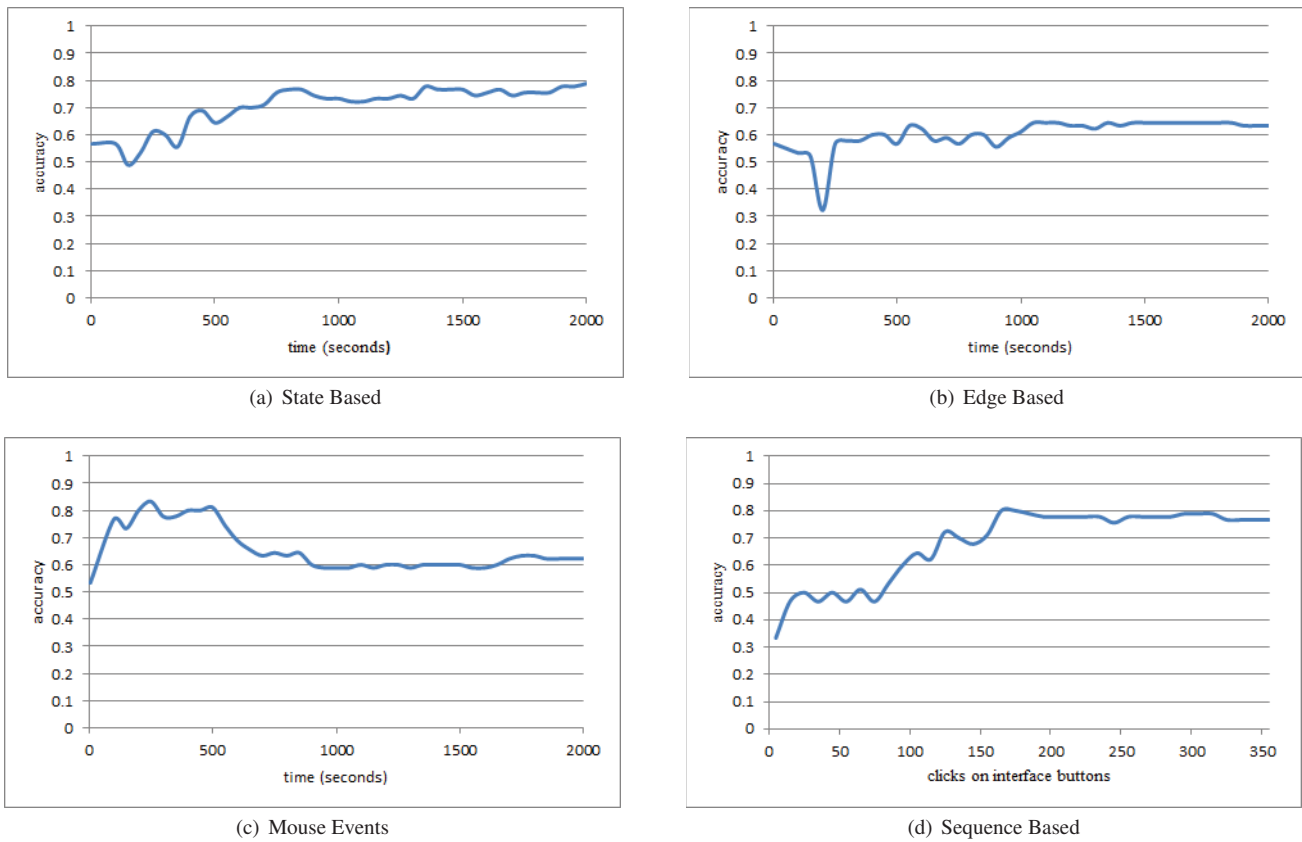 1
0.9
0.8
0.7
0.6
0.5
0.4
0.3
0.2
0.1
0
accuracy
0 500 1000 1500 2000
time (seconds)
(a) State Based
1
0.9
0.8
0.7
0.6
0.5
0.4
0.3
0.2
0.1
0
accuracy
0 500 1000 1500 2000
time (seconds)
(b) Edge Based
1
0.9
0.8
0.7
0.6
0.5
0.4
0.3
0.2
0.1
0
accuracy
0 500 1000 1500 2000
time (seconds)
(c) Mouse Events
1
0.9
0.8
0.7
0.6
0.5
0.4
0.3
0.2
0.1
0
accuracy
0 50 100 150 200 250 300 350
clicks on interface buttons
(d) Sequence Based